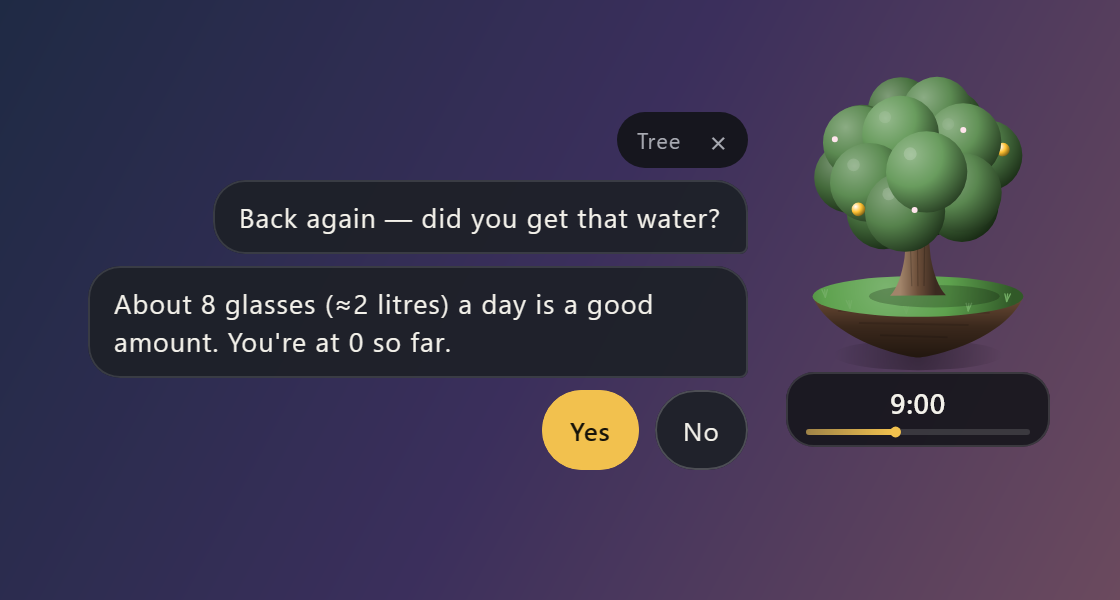 Tree ×
Back again — did you get that water?
About 8 glasses (≈2 litres) a day is a good
amount. You're at 0 so far.
Yes No
9:00